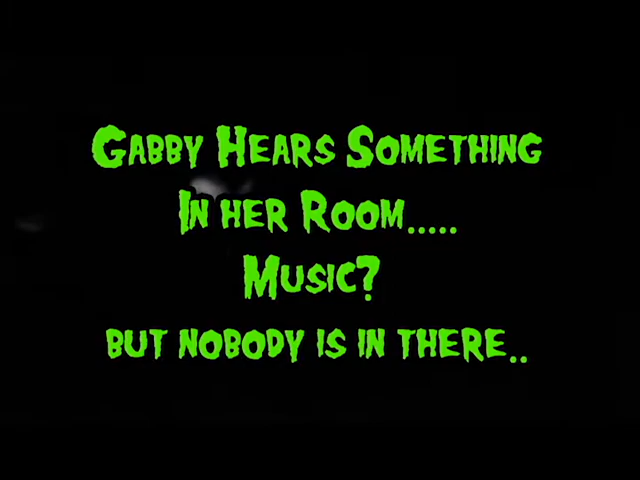 Gabby Hears Something
In her Room.....
Music?
but nobody is in there..